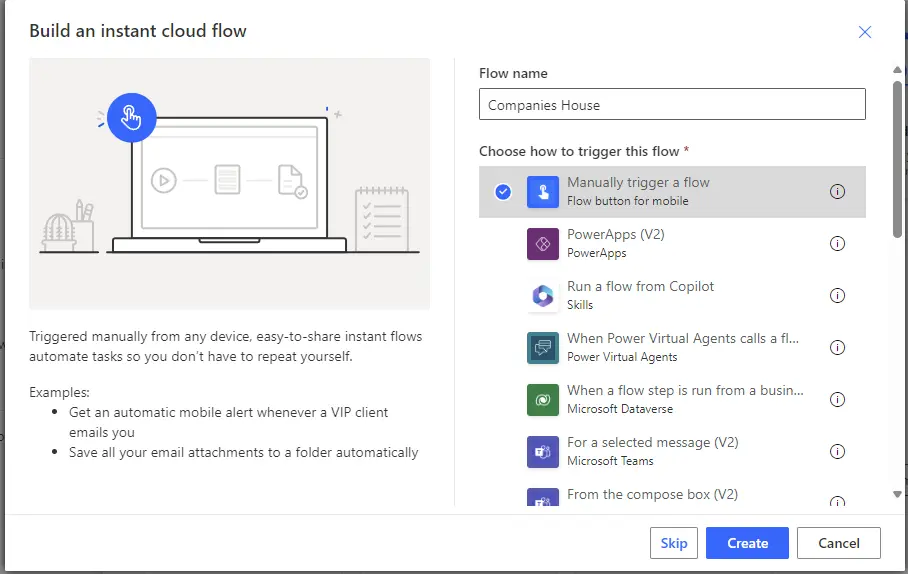 Build an instant cloud flow
Flow name
Companies House
Choose how to trigger this flow *
Manually trigger a flow
Flow button for mobile
PowerApps (V2)
PowerApps
Run a flow from Copilot
Skills
When Power Virtual Agents calls a fl...
Power Virtual Agents
When a flow step is run from a busin...
Microsoft Dataverse
For a selected message (V2)
Microsoft Teams
From the compose box (V2)
Triggered manually from any device, easy-to-share instant flows
automate tasks so you don't have to repeat yourself.
Examples:
• Get an automatic mobile alert whenever a VIP client
emails you
• Save all your email attachments to a folder automatically
Skip
Create
Cancel